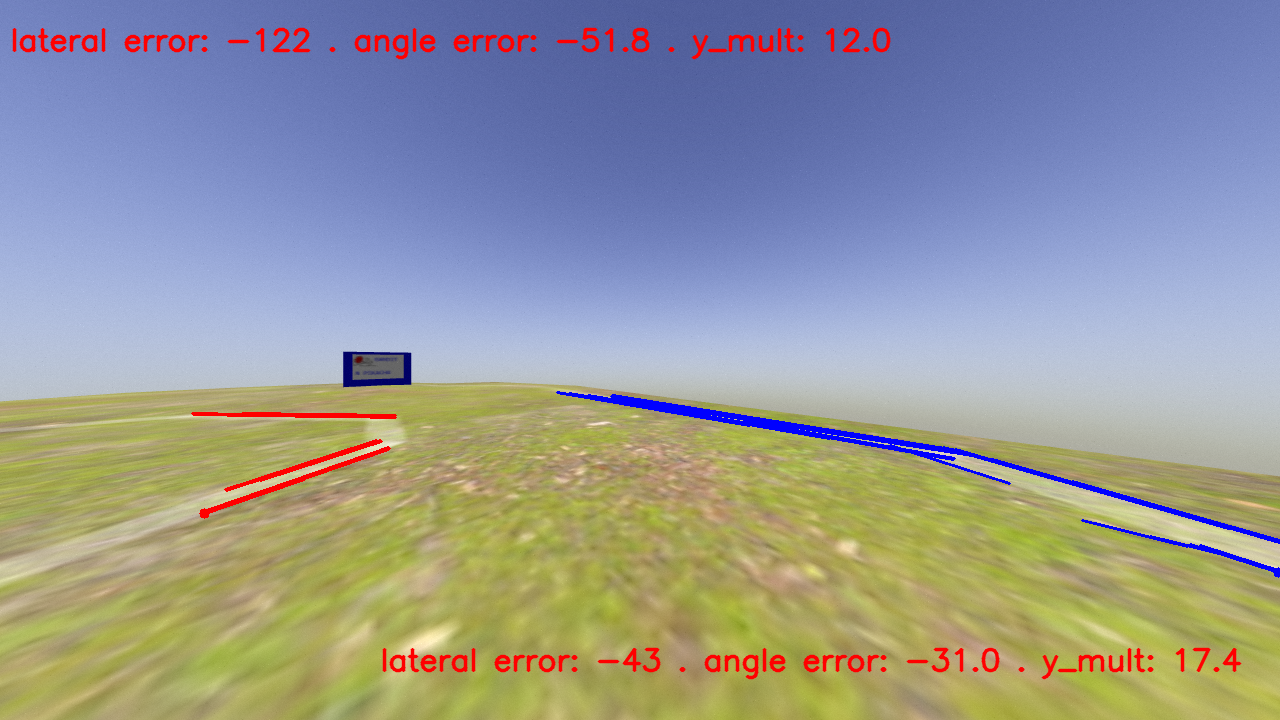 lateral error: -122 . angle error: -51.8 . y_mult: 12.0
lateral error: -43 . angle error: -31.0 . y_mult: 17.4